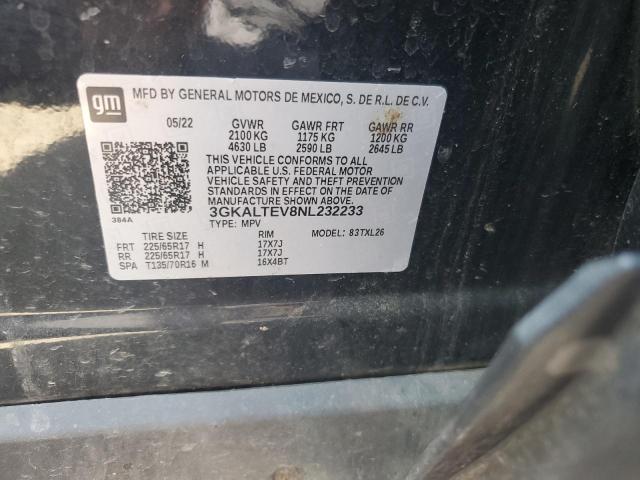 gm
MFD BY GENERAL MOTORS DE MEXICO, S. DE R.L. DE C.V.
05/22 GVWR GAWR FRT GAWR RR
2100 KG 1175 KG 1200 KG
4630 LB 2590 LB 2645 LB
THIS VEHICLE CONFORMS TO ALL
APPLICABLE U.S. FEDERAL MOTOR
VEHICLE SAFETY AND THEFT PREVENTION
STANDARDS IN EFFECT ON THE DATE OF
MANUFACTURE SHOWN ABOVE.
384A 3GKALTEV8NL232233
TYPE: MPV MODEL: 83TXL26
TIRE SIZE RIM
FRT 225/65R17 H 17X7J
RR 225/65R17 H 17X7J
SPA T135/70R16 M 16X4BT